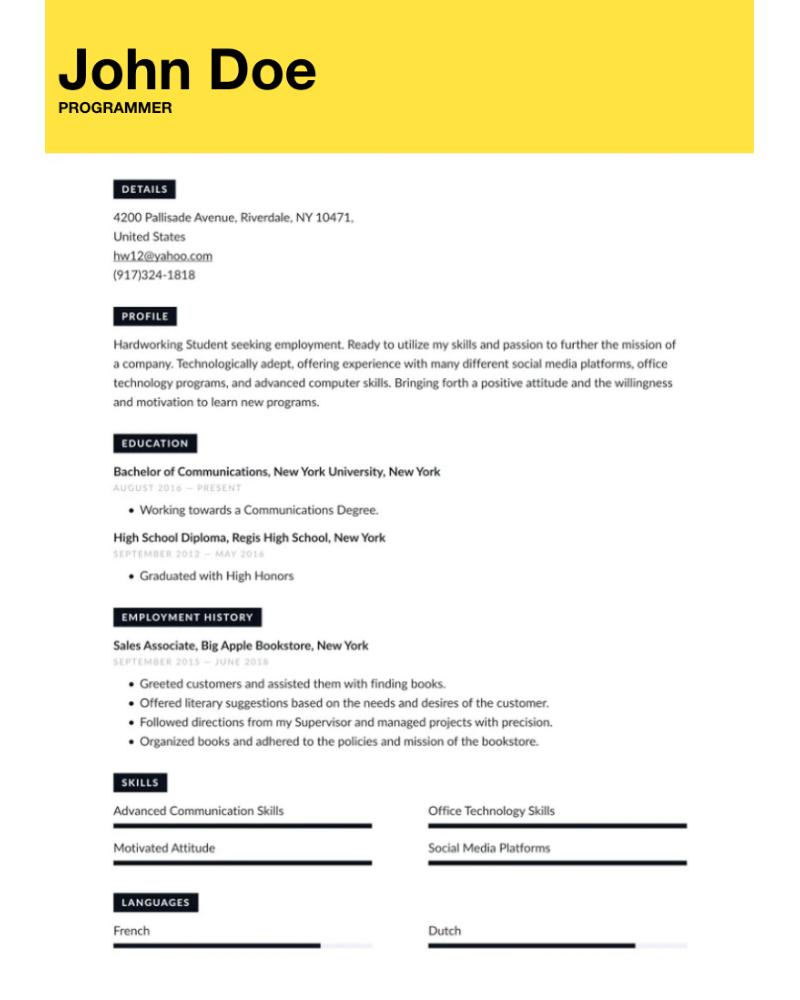 John Doe
PROGRAMMER
DETAILS
4200 Pallisade Avenue, Riverdale, NY 10471,
United States
hw12@yahoo.com
(917)324-1818
PROFILE
Hardworking Student seeking employment. Ready to utilize my skills and passion to further the mission of
a company. Technologically adept, offering experience with many different social media platforms, office
technology programs, and advanced computer skills. Bringing forth a positive attitude and the willingness
and motivation to learn new programs.
EDUCATION
Bachelor of Communications, New York University, New York
AUGUST 2016 — PRESENT
• Working towards a Communications Degree.
High School Diploma, Regis High School, New York
SEPTEMBER 2012 — MAY 2016
• Graduated with High Honors
EMPLOYMENT HISTORY
Sales Associate, Big Apple Bookstore, New York
SEPTEMBER 2015 — JUNE 2018
• Greeted customers and assisted them with finding books.
• Offered literary suggestions based on the needs and desires of the customer.
• Followed directions from my Supervisor and managed projects with precision.
• Organized books and adhered to the policies and mission of the bookstore.
SKILLS
Advanced Communication Skills
Office Technology Skills
Motivated Attitude
Social Media Platforms
LANGUAGES
French
Dutch